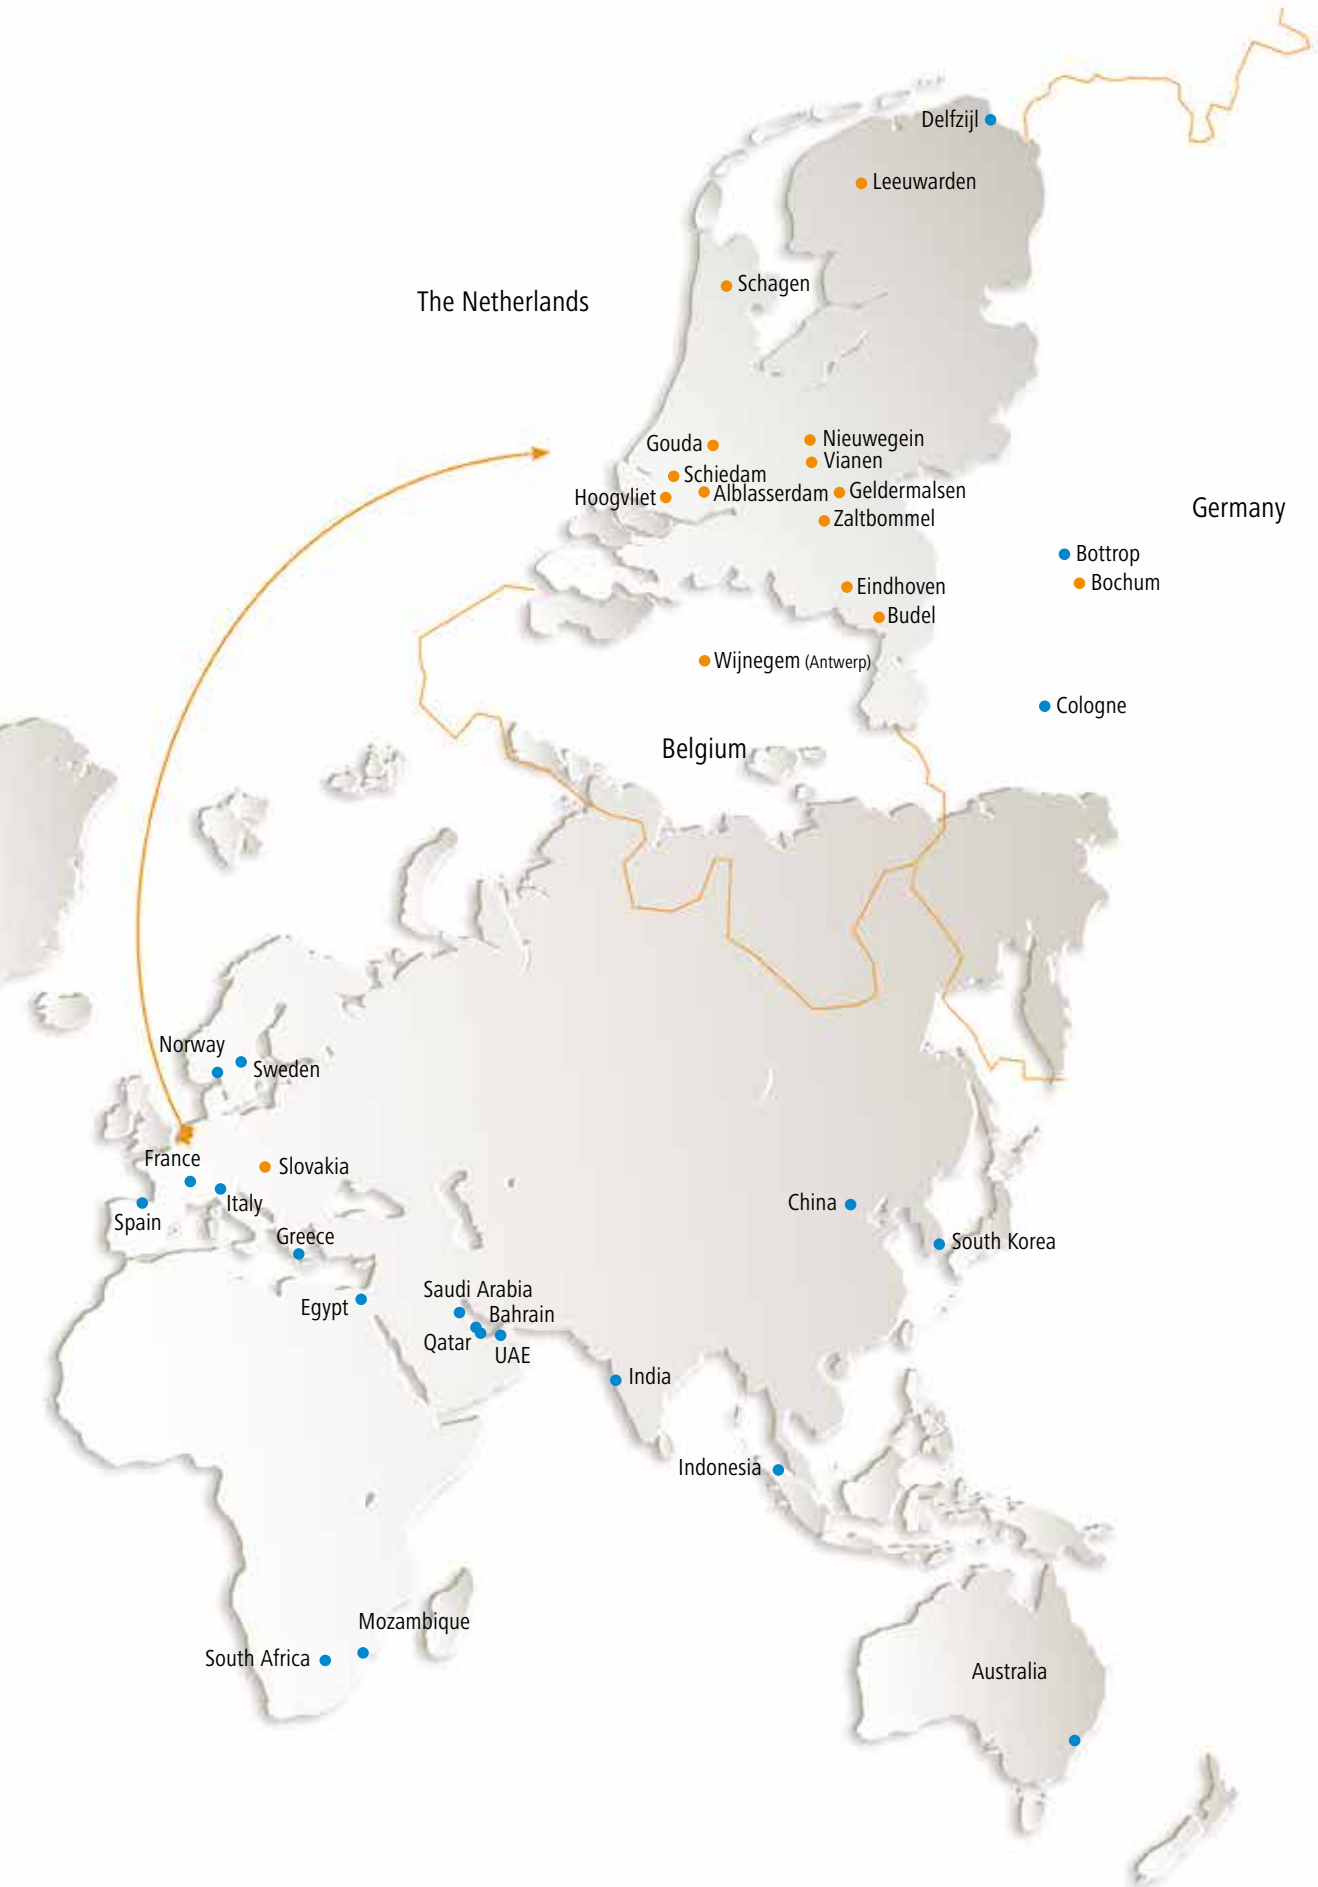 Delfzijl
Leeuwarden
Schagen
The Netherlands
Gouda
Nieuwegein
Vianen
Schiedam
Hoogvliet
Alblasserdam
Geldermalsen
Zaltbommel
Germany
Bottrop
Bochum
Eindhoven
Budel
Wijnegem (Antwerp)
Cologne
Belgium
Norway
Sweden
France
Slovakia
Italy
Spain
China
Greece
South Korea
Saudi Arabia
Egypt
Bahrain
Qatar
UAE
India
Indonesia
Mozambique
South Africa
Australia